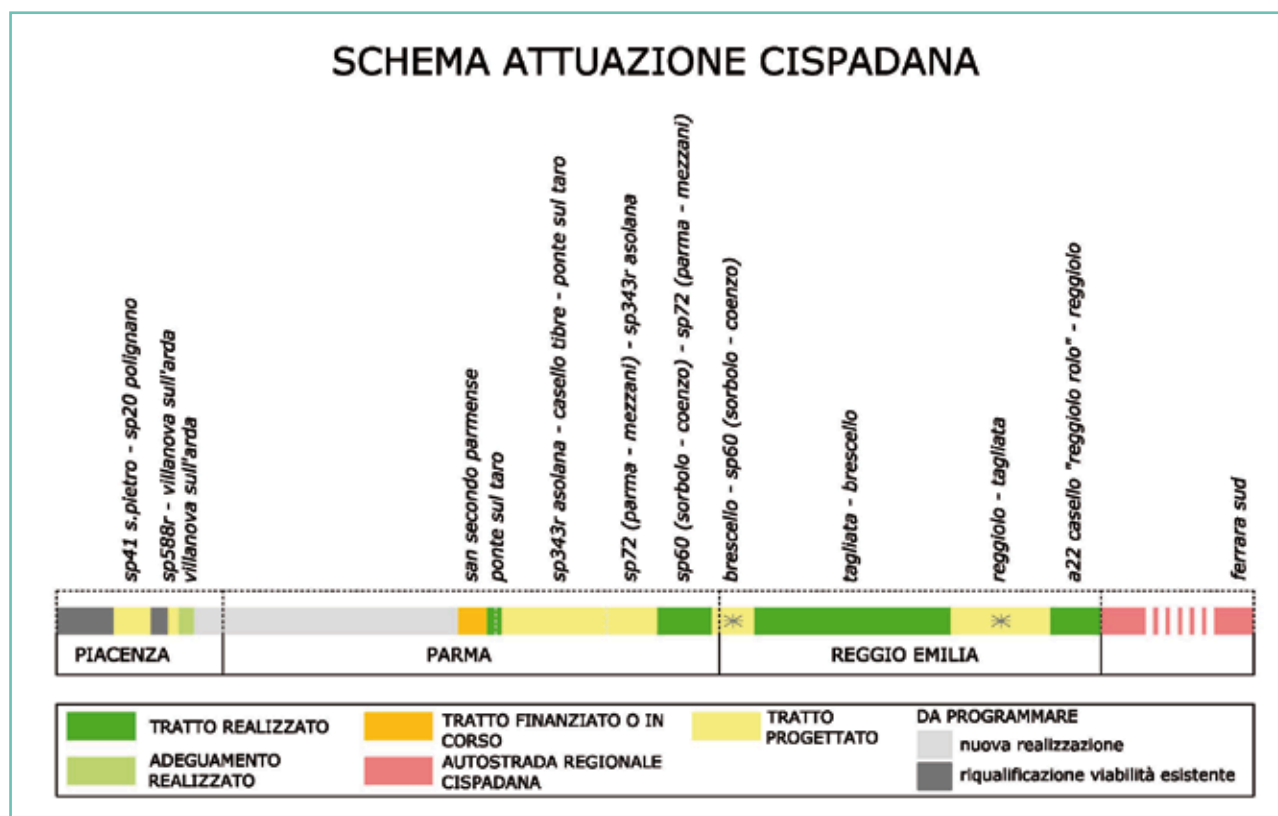 SCHEMA ATTUAZIONE CISPADANA
sp41 s.pietro - sp20 polignano
sp588r - villanova sull'arda
villanova sull'arda
san secondo parmense
ponte sul taro
sp343r asolana - casello tibre - ponte sul taro
sp72 (parma - mezzani) - sp343r asolana
sp60 (sorbolo - coenzo) - sp72 (parma - mezzani)
brescello - sp60 (sorbolo - coenzo)
tagliata - brescello
reggiolo - tagliata
a22 casello "reggiolo rolo" - reggiolo
ferrara sud
PIACENZA
PARMA
REGGIO EMILIA
TRATTO REALIZZATO
ADEGUAMENTO
REALIZZATO
TRATTO FINANZIATO O IN
CORSO
AUTOSTRADA REGIONALE
CISPADANA
TRATTO
PROGETTATO
DA PROGRAMMARE
nuova realizzazione
riqualificazione viabilità esistente